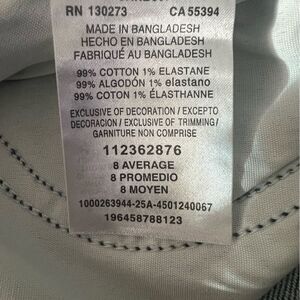 RN 130273 CA 55394
MADE IN BANGLADESH
HECHO EN BANGLADESH
FABRIQUÉ AU BANGLADESH
99% COTTON 1% ELASTANE
99% ALGODÓN 1% elastano
99% COTON 1% ÉLASTHANNE
EXCLUSIVE OF DECORATION / EXCEPTO
DECORACIÓN / EXCLUSIVE OF TRIMMING /
GARNITURE NON COMPRISE
112362876
8 AVERAGE
8 PROMEDIO
8 MOYEN
1000263944-25A-4501240067
196458788123